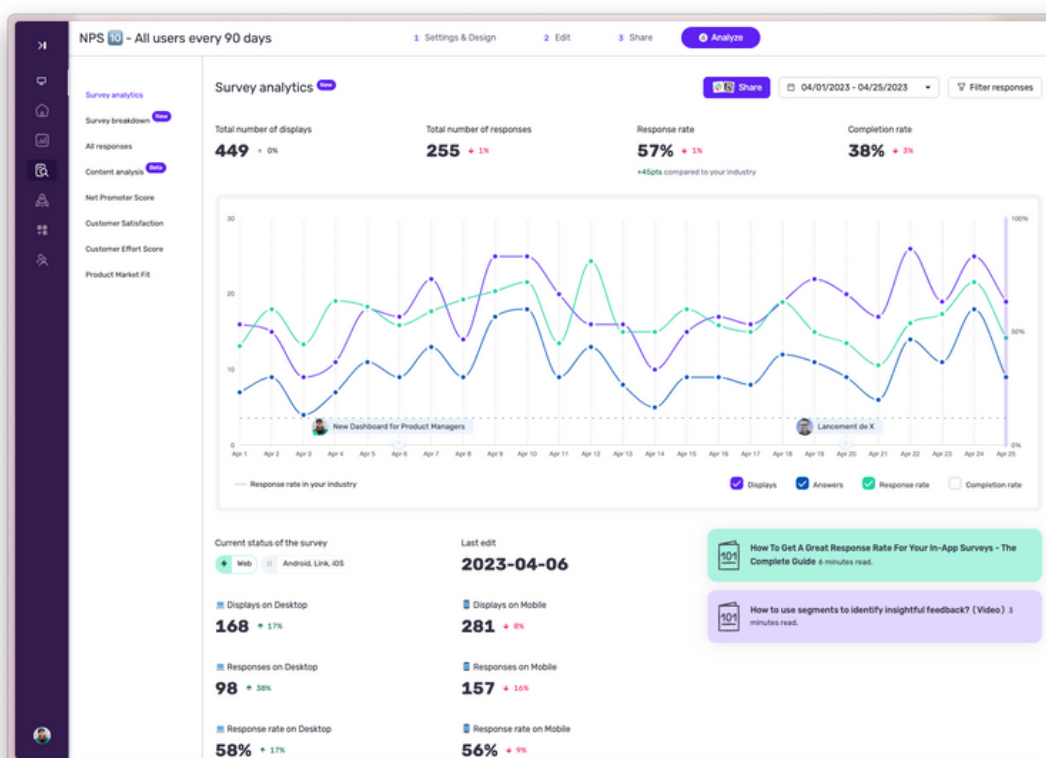 NPS 🔟 - All users every 90 days
1 Settings & Design
2 Edit
3 Share
4 Analyze
Survey analytics
Survey breakdown New
All responses
Content analysis Beta
Net Promoter Score
Customer Satisfaction
Customer Effort Score
Product Market Fit
Survey analytics New
Share
04/01/2023 - 04/25/2023
Filter responses
Total number of displays
449 0%
Total number of responses
255 1%
Response rate
57% 1%
+45pts compared to your industry
Completion rate
38% 3%
30
20
10
0
100%
50%
0%
New Dashboard for Product Managers
Lancement de X
Apr 1 Apr 2 Apr 3 Apr 4 Apr 5 Apr 6 Apr 7 Apr 8 Apr 9 Apr 10 Apr 11 Apr 12 Apr 13 Apr 14 Apr 15 Apr 16 Apr 17 Apr 18 Apr 19 Apr 20 Apr 21 Apr 22 Apr 23 Apr 24 Apr 25
Response rate in your industry
Displays
Answers
Response rate
Completion rate
Current status of the survey
Web
Android, Link, iOS
Last edit
2023-04-06
Displays on Desktop
168 17%
Displays on Mobile
281 8%
Responses on Desktop
98 38%
Responses on Mobile
157 16%
Response rate on Desktop
58% 17%
Response rate on Mobile
56% 9%
101
How To Get A Great Response Rate For Your In-App Surveys - The
Complete Guide 6 minutes read.
101
How to use segments to identify insightful feedback? (Video) 3
minutes read.